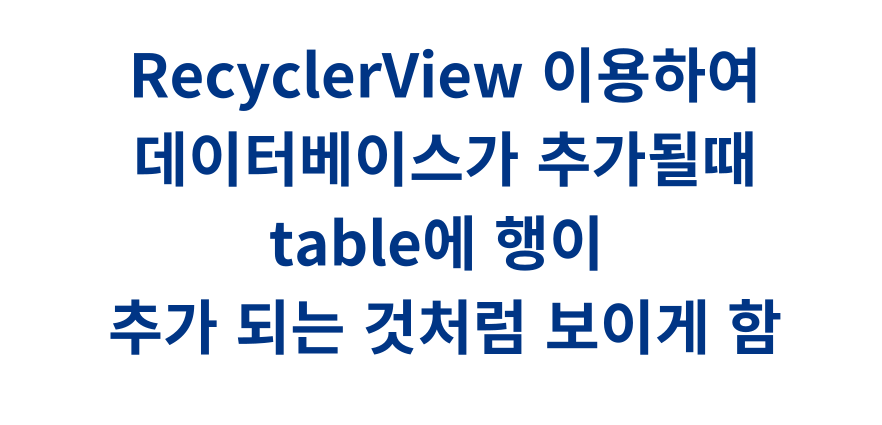 RecyclerView 이용하여
데이터베이스가 추가될때
table에 행이
추가 되는 것처럼 보이게 함